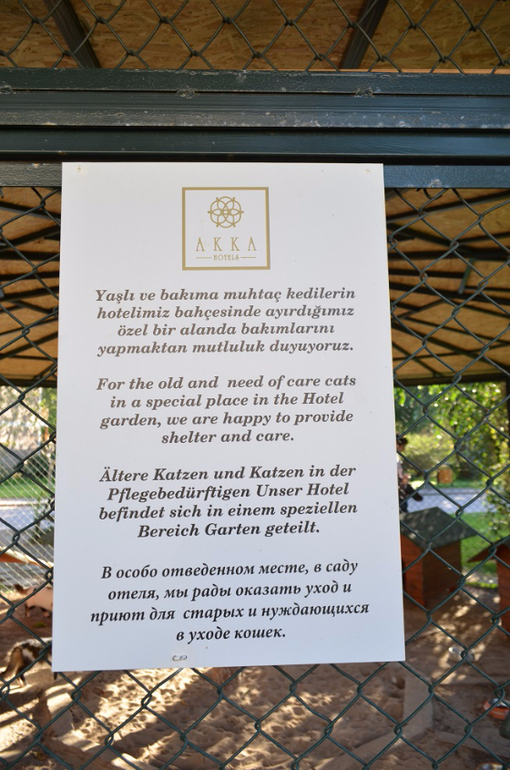 AKKA
HOTELS
Yaşlı ve bakıma muhtaç kedilerin
hotelimiz bahçesinde ayırdığımız
özel bir alanda bakımlarını
yapmaktan mutluluk duyuyoruz.
For the old and need of care cats
in a special place in the Hotel
garden, we are happy to provide
shelter and care.
Ältere Katzen und Katzen in der
Pflegebedürftigen Unser Hotel
befindet sich in einem speziellen
Bereich Garten geteilt.
В особо отведенном месте, в саду
отеля, мы рады оказать уход и
приют для старых и нуждающихся
в уходе кошек.